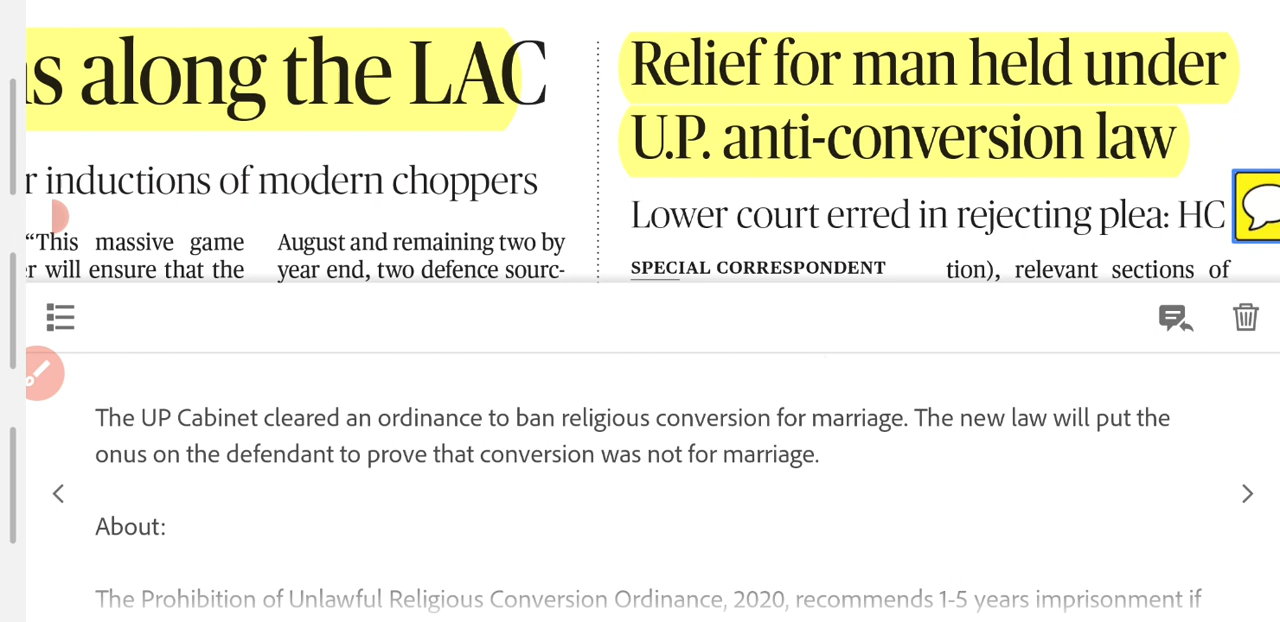 s along the LAC
r inductions of modern choppers
“This massive game
r will ensure that the
August and remaining two by
year end, two defence sourc-
Relief for man held under
U.P. anti-conversion law
Lower court erred in rejecting plea: HC
SPECIAL CORRESPONDENT
tion), relevant sections of
The UP Cabinet cleared an ordinance to ban religious conversion for marriage. The new law will put the
onus on the defendant to prove that conversion was not for marriage.
About:
The Prohibition of Unlawful Religious Conversion Ordinance, 2020, recommends 1-5 years imprisonment if